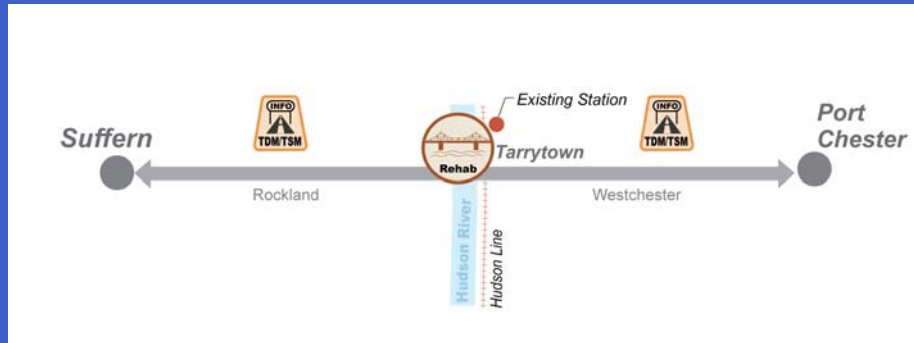 INFO
TDM/TSM
INFO
TDM/TSM
Existing Station
Port
Chester
Suffern
Tarrytown
Rehab
Rockland
Westchester
Hudson River
Hudson Line